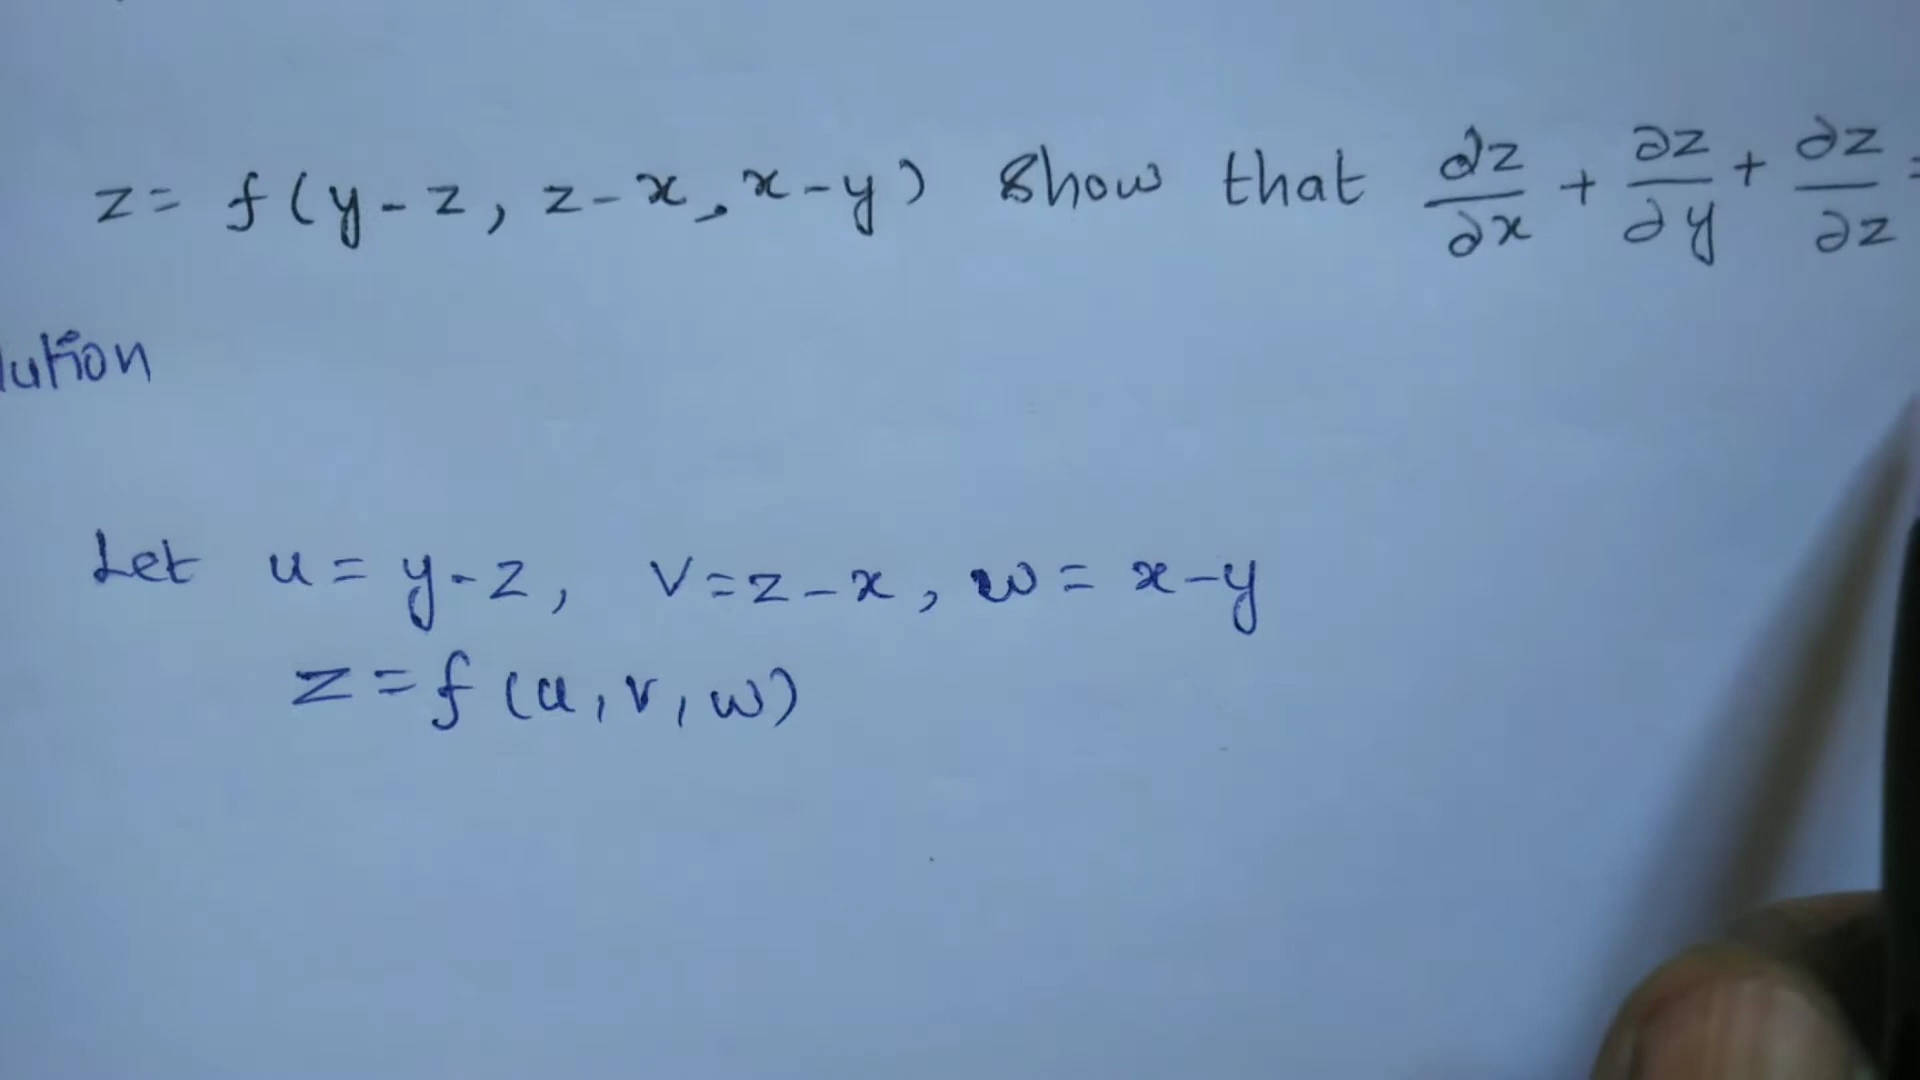 z = f(y-z, z-x, x-y) Show that ∂z/∂x + ∂z/∂y + ∂z/∂z =
lution
Let u = y-z, v = z-x, w = x-y
z = f (u, v, w)